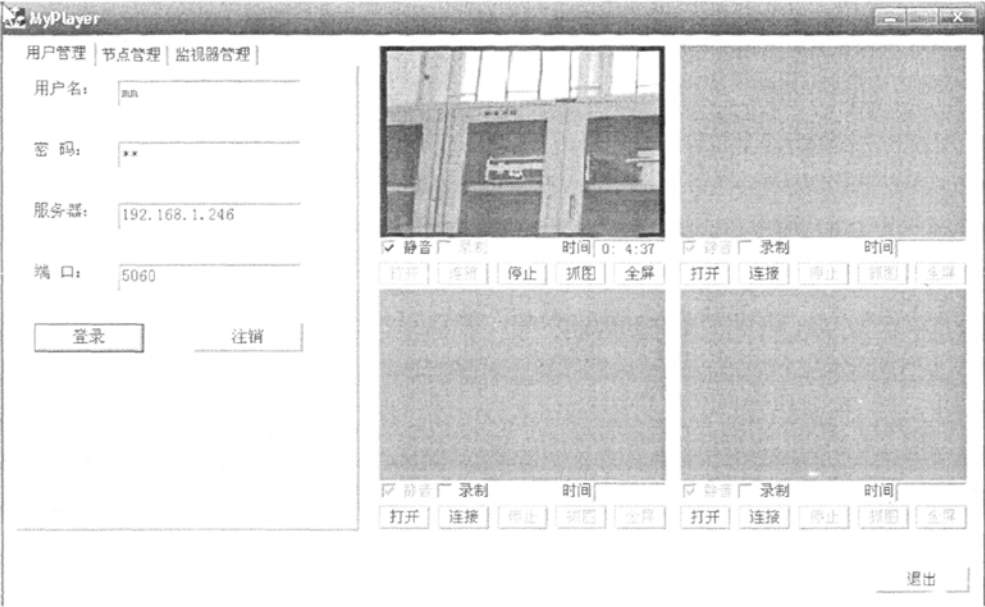 MyPlayer
用户管理 节点管理 监视器管理
用户名： mm
密 码： **
服务器： 192.168.1.246
端 口： 5060
登录 注销
静音 录制 时间 0: 4:37
打开 连接 停止 抓图 全屏
静音 录制 时间
打开 连接 停止 抓图 全屏
静音 录制 时间
打开 连接 停止 抓图 全屏
静音 录制 时间
打开 连接 停止 抓图 全屏
退出